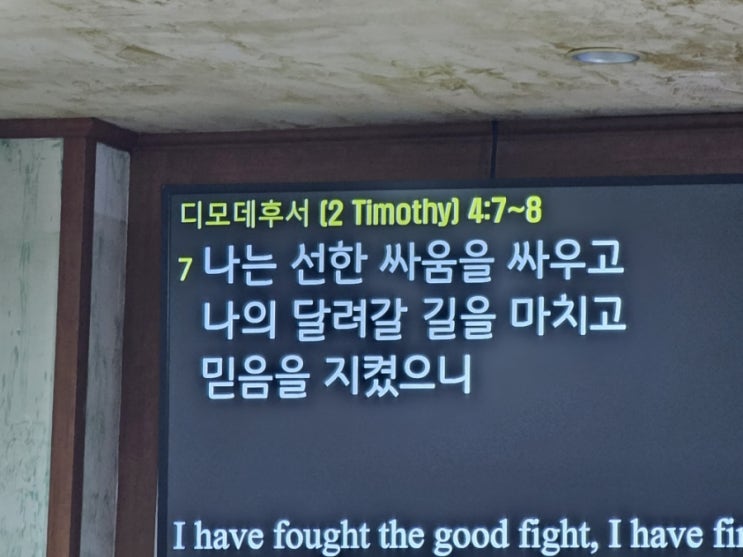 디모데후서 (2 Timothy) 4:7~8
7 나는 선한 싸움을 싸우고
나의 달려갈 길을 마치고
믿음을 지켰으니
I have fought the good fight, I have